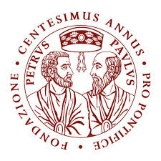 FONDAZIONE · CENTESIMUS ANNUS · PRO PONTIFICE ·
PETRVS
PAVLVS